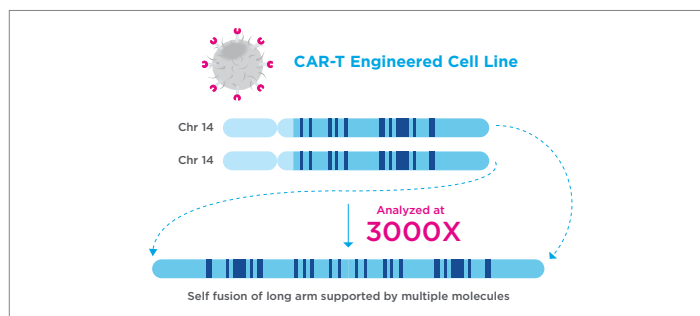 CAR-T Engineered Cell Line
Chr 14
Chr 14
Analyzed at
3000X
Self fusion of long arm supported by multiple molecules